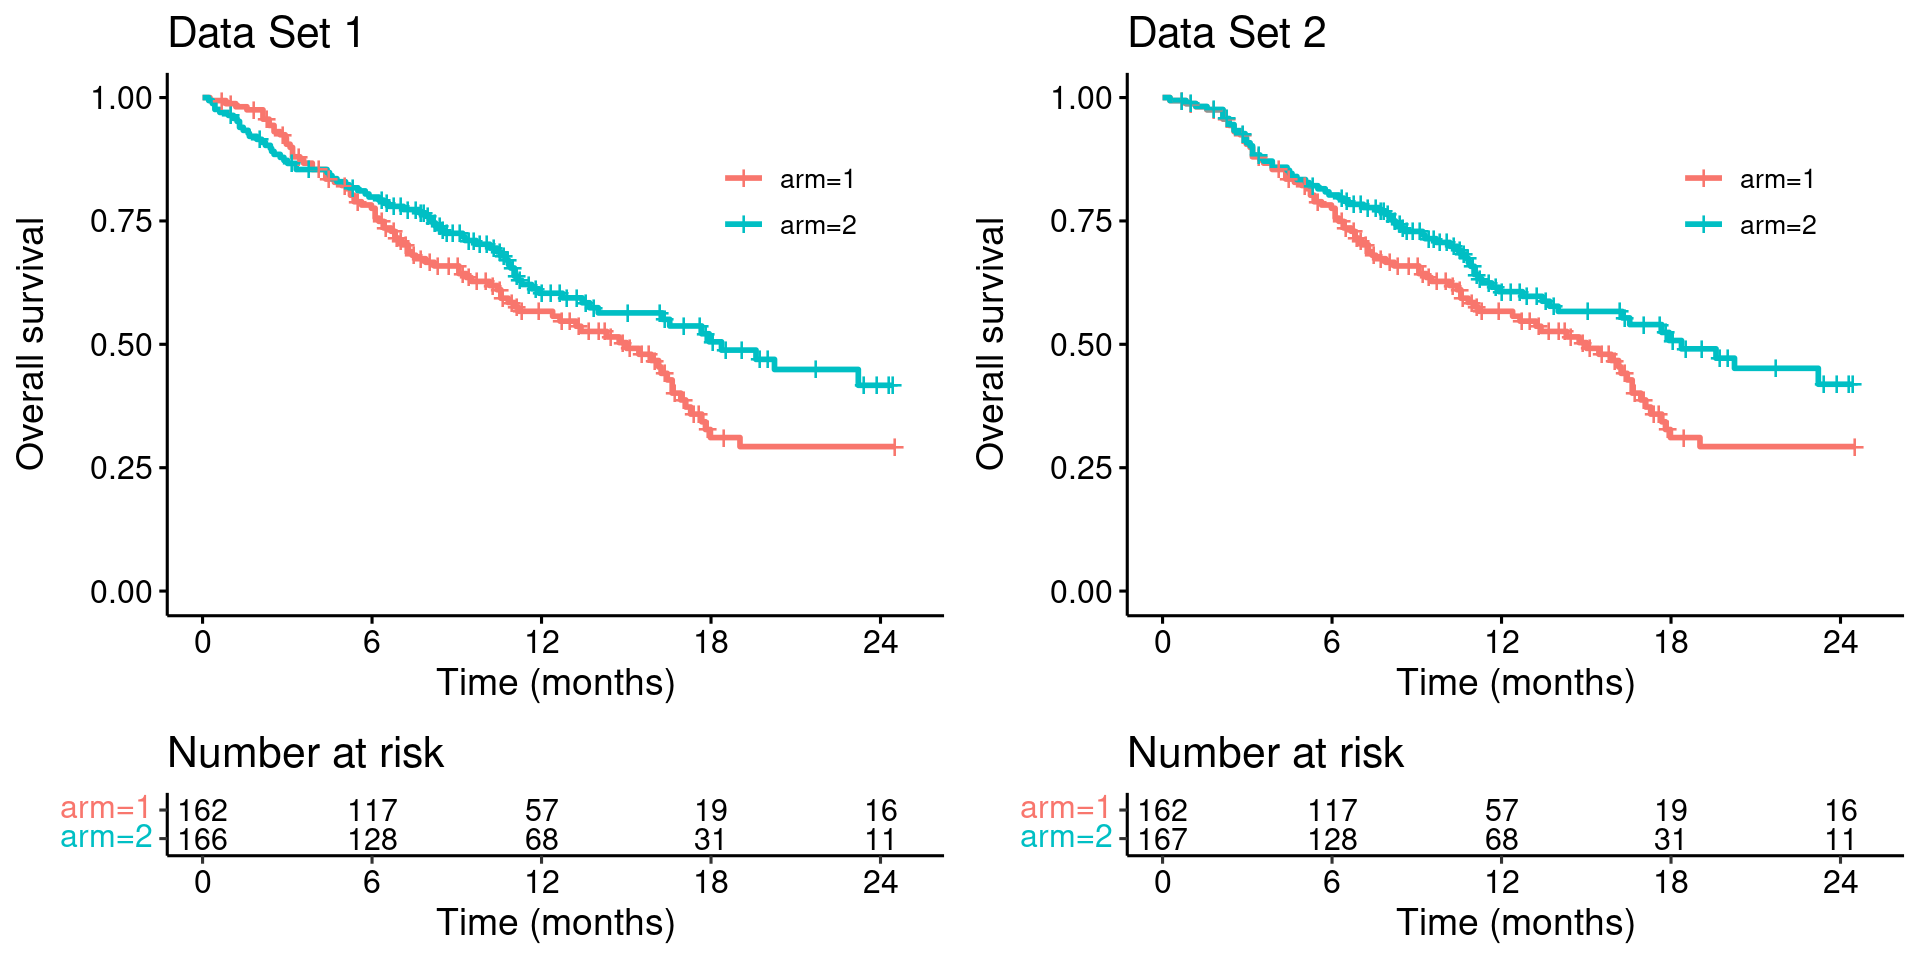 Data Set 1
Overall survival
1.00
0.75
0.50
0.25
0.00
arm=1
arm=2
0 6 12 18 24
Time (months)
Number at risk
arm=1 162 117 57 19 16
arm=2 166 128 68 31 11
0 6 12 18 24
Time (months)
Data Set 2
Overall survival
1.00
0.75
0.50
0.25
0.00
arm=1
arm=2
0 6 12 18 24
Time (months)
Number at risk
arm=1 162 117 57 19 16
arm=2 167 128 68 31 11
0 6 12 18 24
Time (months)